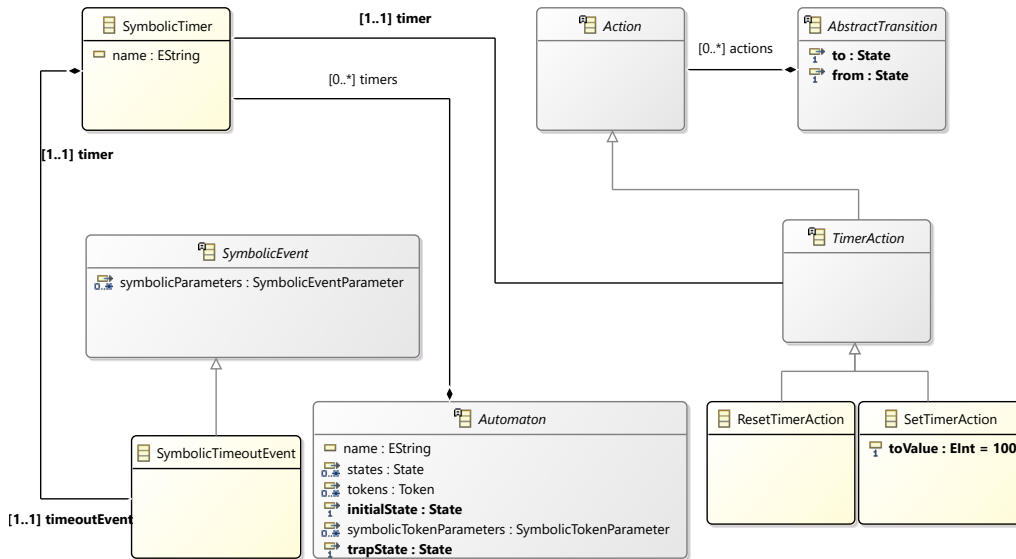 SymbolicTimer
name : EString
[1..1] timer
[0..*] timers
[1..1] timer
Action
[0..*] actions
AbstractTransition
to : State
from : State
SymbolicEvent
symbolicParameters : SymbolicEventParameter
TimerAction
SymbolicTimeoutEvent
[1..1] timeoutEvent
Automaton
name : EString
states : State
tokens : Token
initialState : State
symbolicTokenParameters : SymbolicTokenParameter
trapState : State
ResetTimerAction
SetTimerAction
toValue : EInt = 100